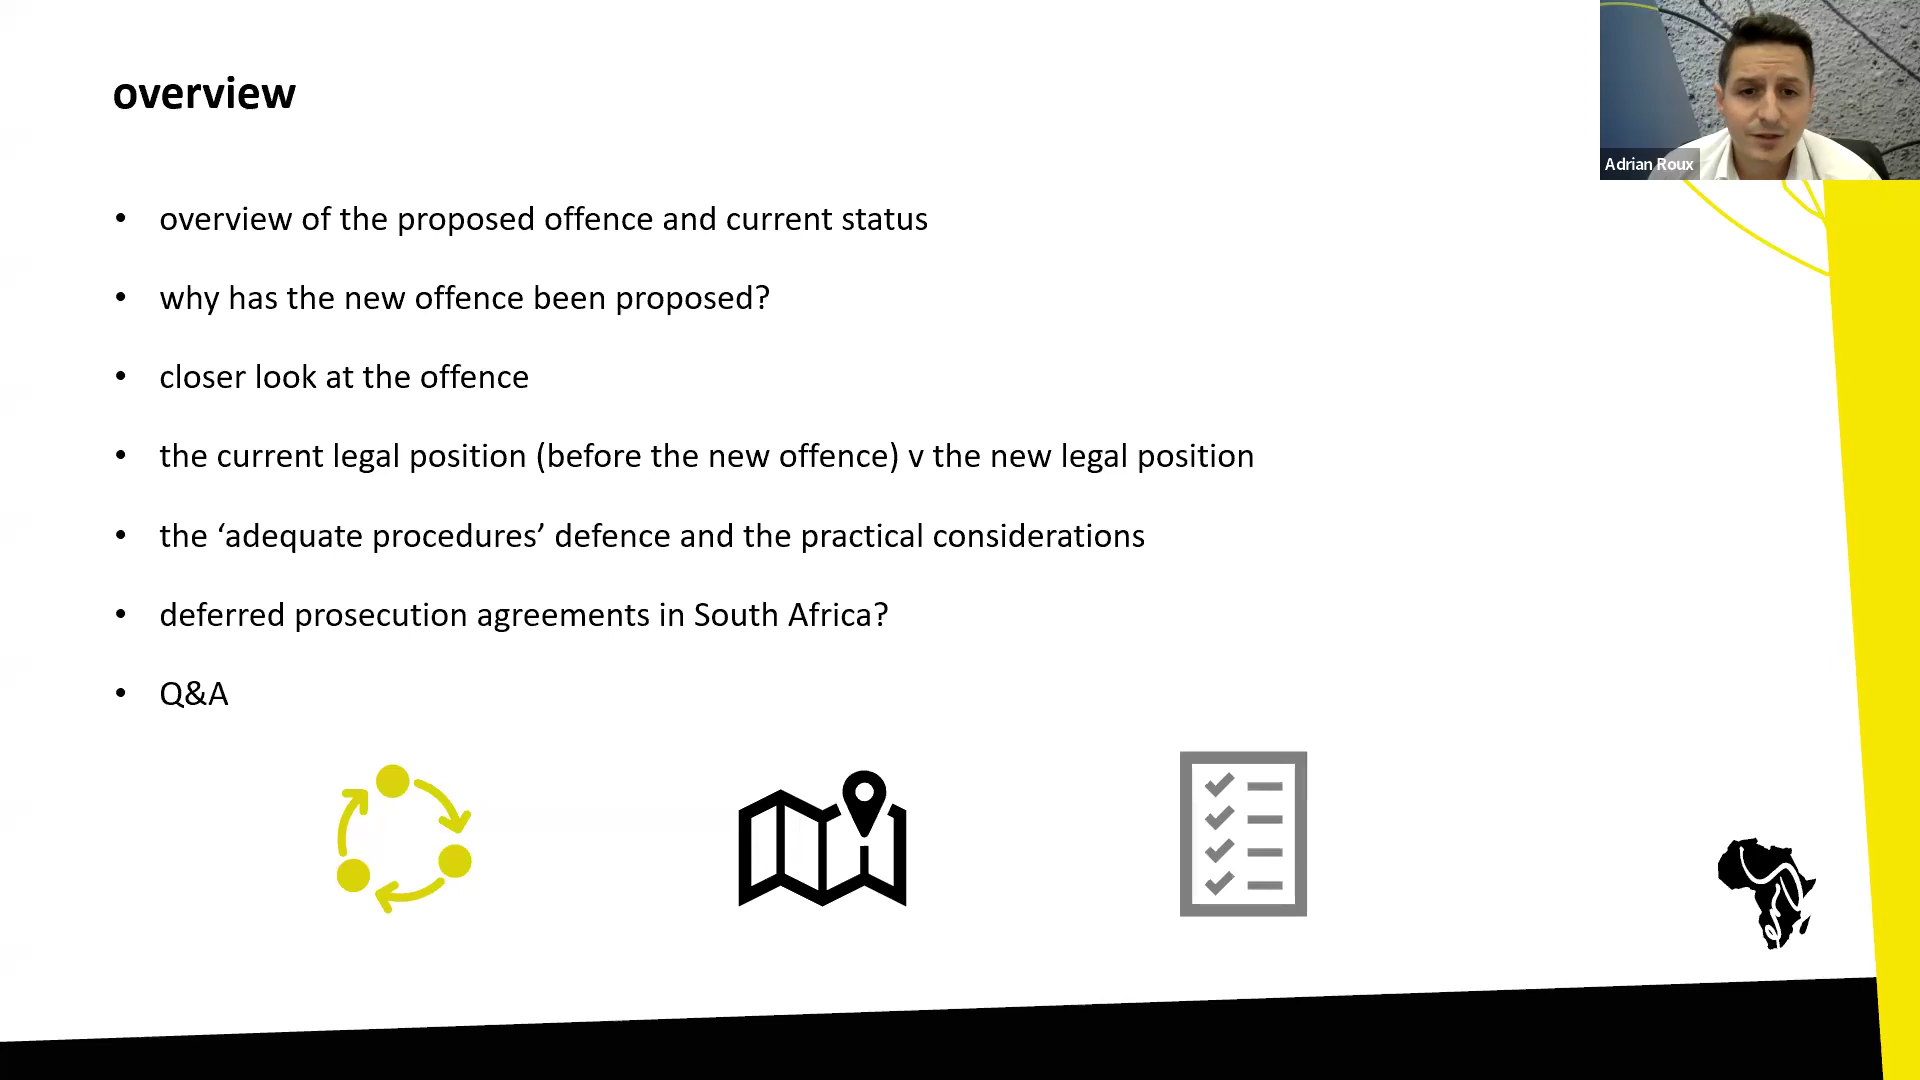 overview
Adrian Roux
• overview of the proposed offence and current status
• why has the new offence been proposed?
• closer look at the offence
• the current legal position (before the new offence) v the new legal position
• the ‘adequate procedures’ defence and the practical considerations
• deferred prosecution agreements in South Africa?
• Q&A